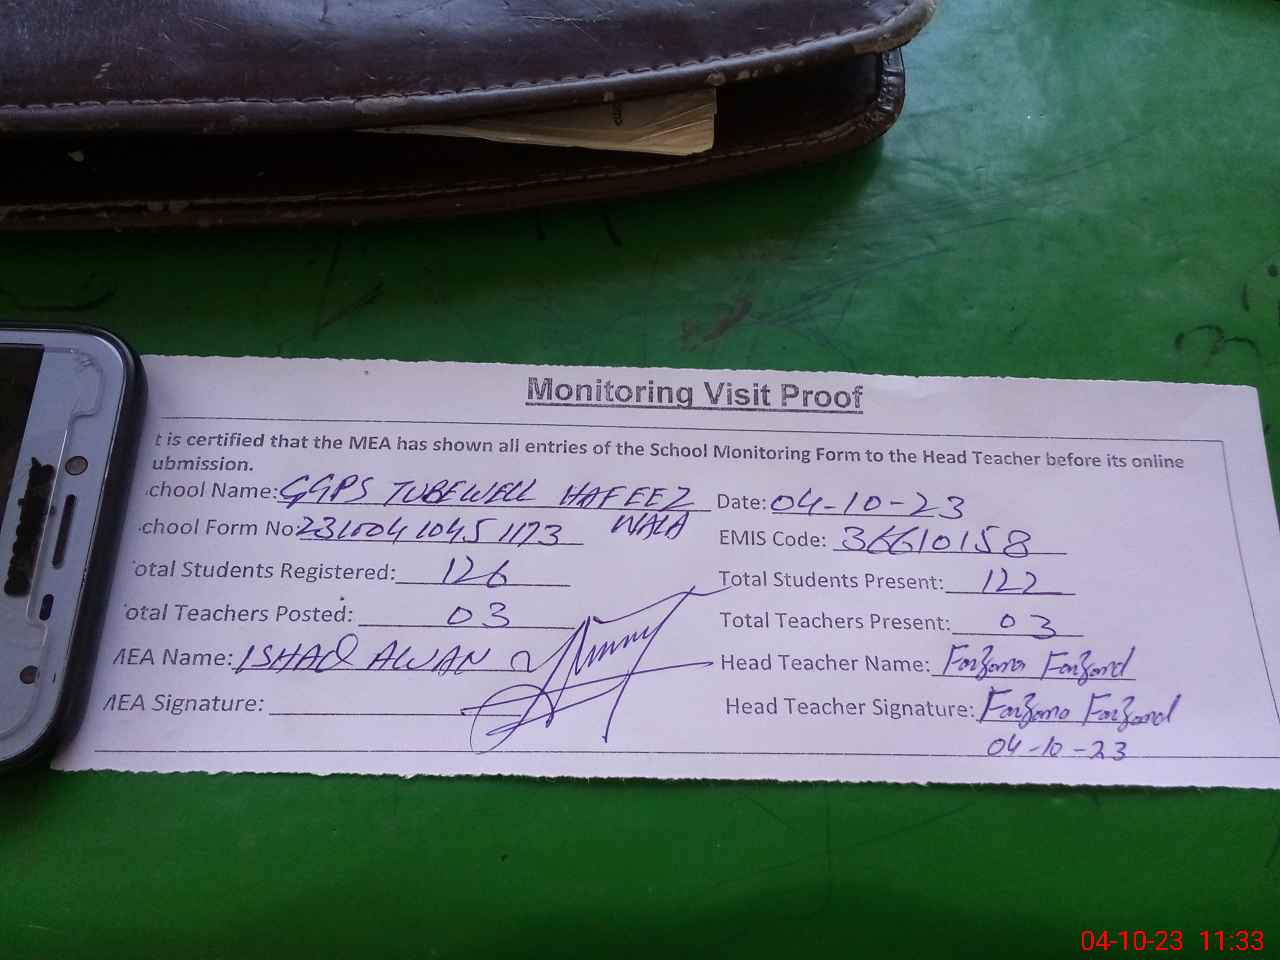 Monitoring Visit Proof
t is certified that the MEA has shown all entries of the School Monitoring Form to the Head Teacher before its online
ubmission.
chool Name: GGPS TUBEWELL HAFEEZ WALA Date: 04-10-23
chool Form No: 23100410451173 EMIS Code: 36610158
otal Students Registered: 126 Total Students Present: 122
otal Teachers Posted: 03 Total Teachers Present: 03
MEA Name: ISHAQ AWAN Head Teacher Name: Farzana Farzand
MEA Signature: Head Teacher Signature: Farzana Farzand
04-10-23
04-10-23 11:33